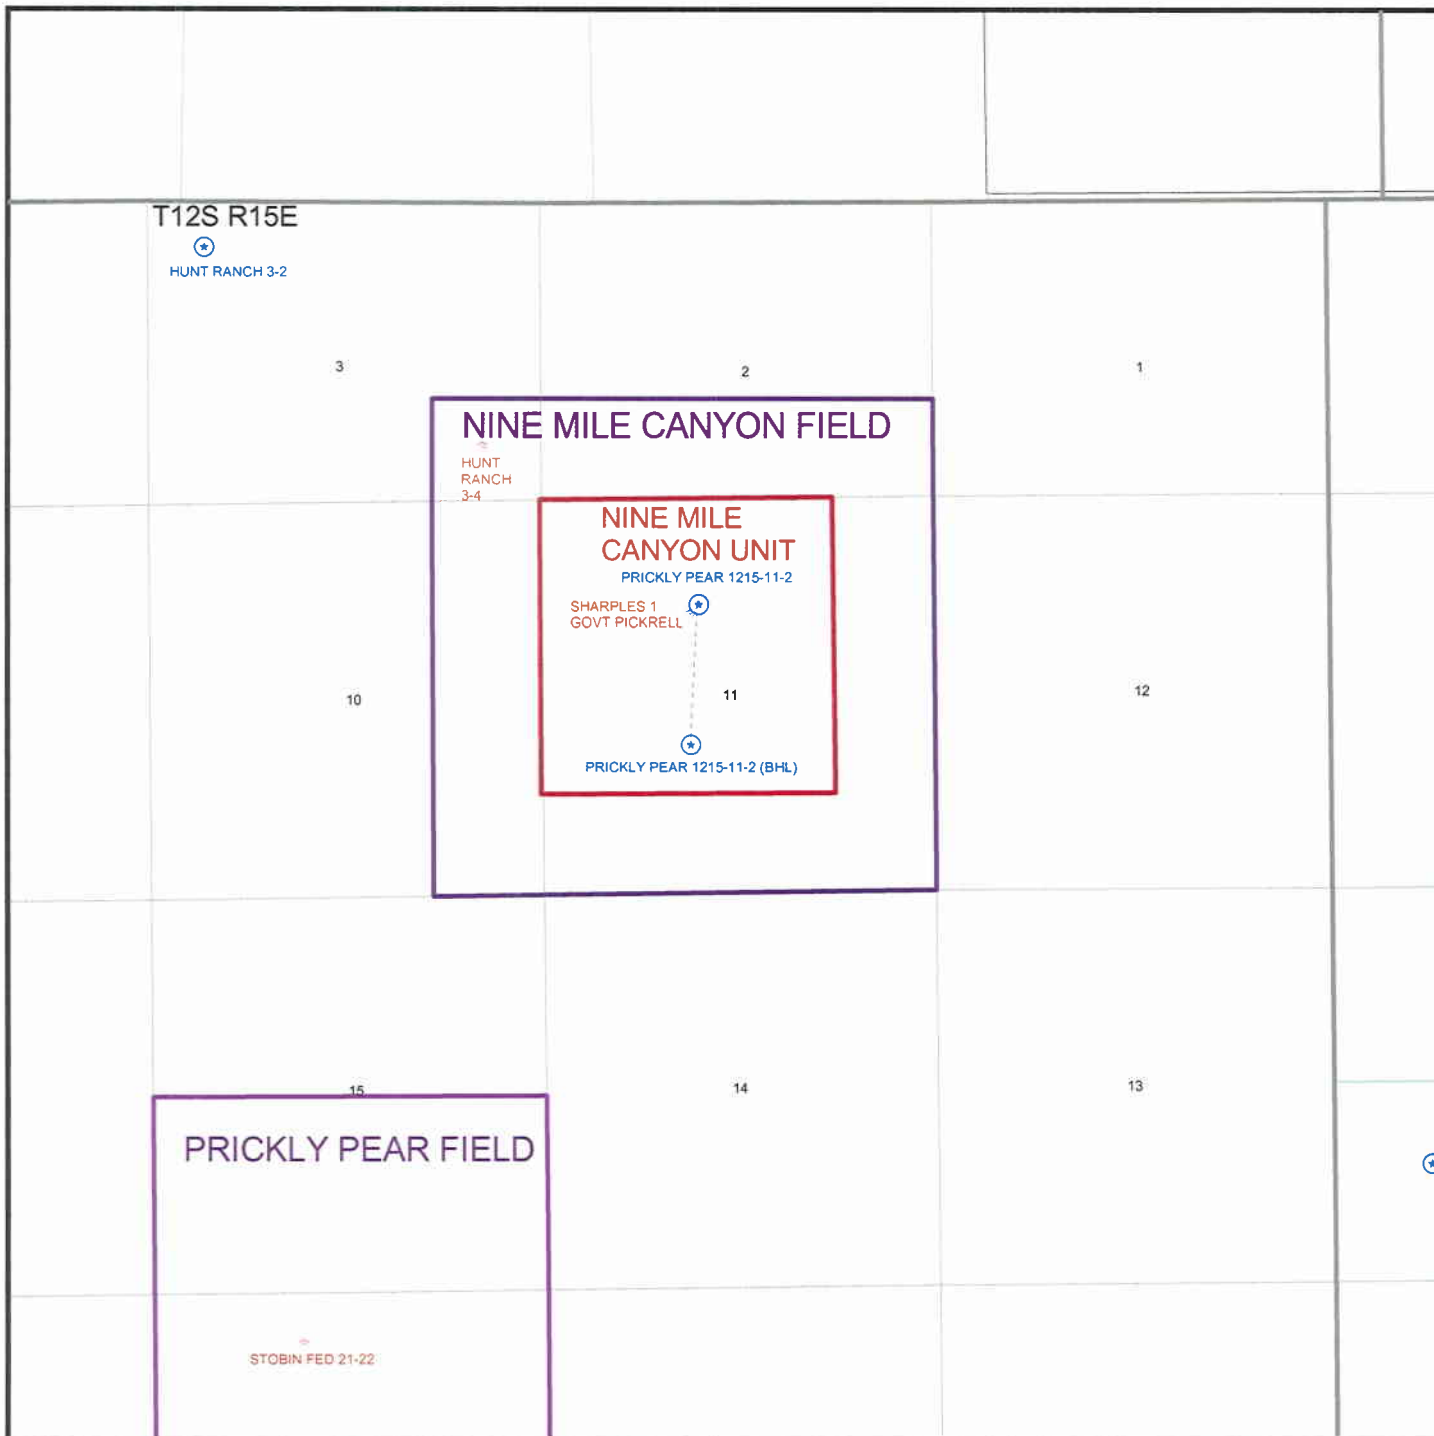 T12S R15E
HUNT RANCH 3-2
3
2
1
NINE MILE CANYON FIELD
HUNT
RANCH
3-4
NINE MILE
CANYON UNIT
PRICKLY PEAR 1215-11-2
SHARPLES 1
GOVT PICKRELL
10
11
12
PRICKLY PEAR 1215-11-2 (BHL)
15
14
13
PRICKLY PEAR FIELD
STOBIN FED 21-22